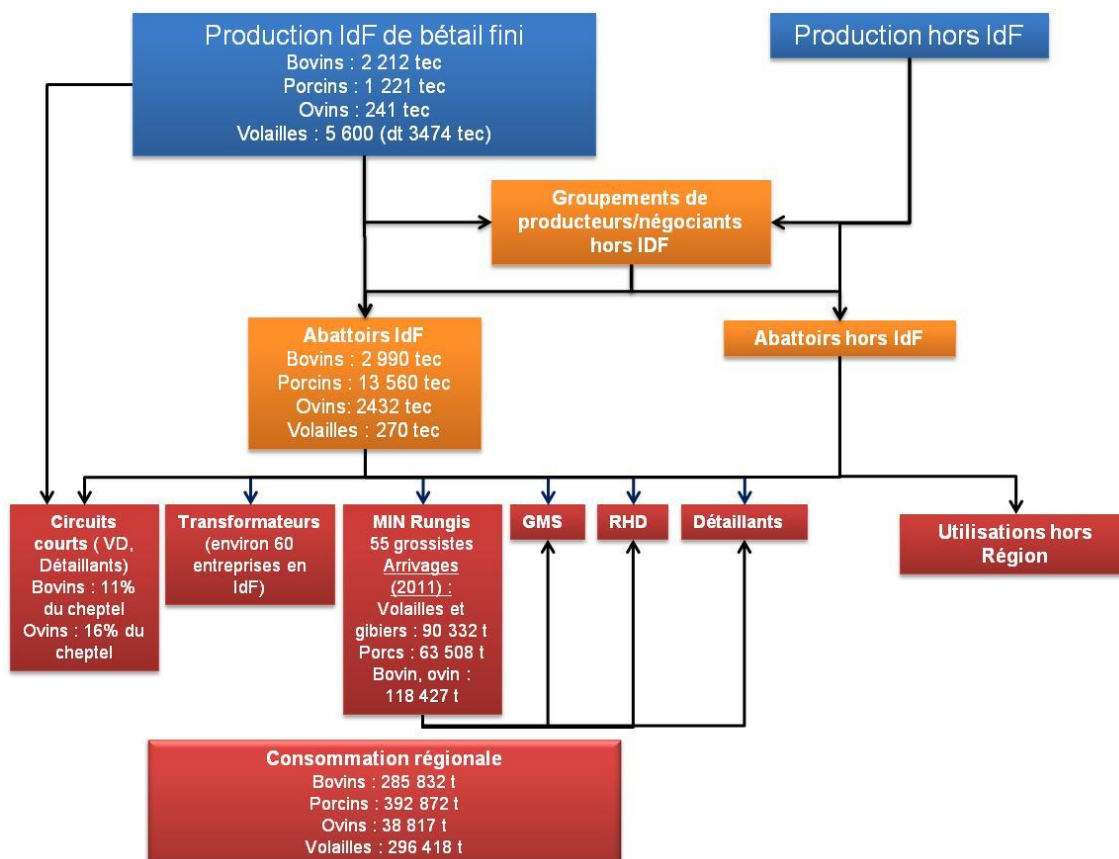 Production IdF de bétail fini
Bovins : 2 212 tec
Porcins : 1 221 tec
Ovins : 241 tec
Volailles : 5 600 (dt 3474 tec)
Production hors IdF
Groupements de
producteurs/négociants
hors IDF
Abattoirs IdF
Bovins : 2 990 tec
Porcins : 13 560 tec
Ovins: 2432 tec
Volailles : 270 tec
Abattoirs hors IdF
Circuits
courts ( VD,
Détaillants)
Bovins : 11%
du cheptel
Ovins : 16% du
cheptel
Transformateurs
(environ 60
entreprises en
IdF)
MIN Rungis
55 grossistes
Arrivages
(2011) :
Volailles et
gibiers : 90 332 t
Porcs : 63 508 t
Bovin, ovin :
118 427 t
GMS
RHD
Détaillants
Utilisations hors
Région
Consommation régionale
Bovins : 285 832 t
Porcins : 392 872 t
Ovins : 38 817 t
Volailles : 296 418 t